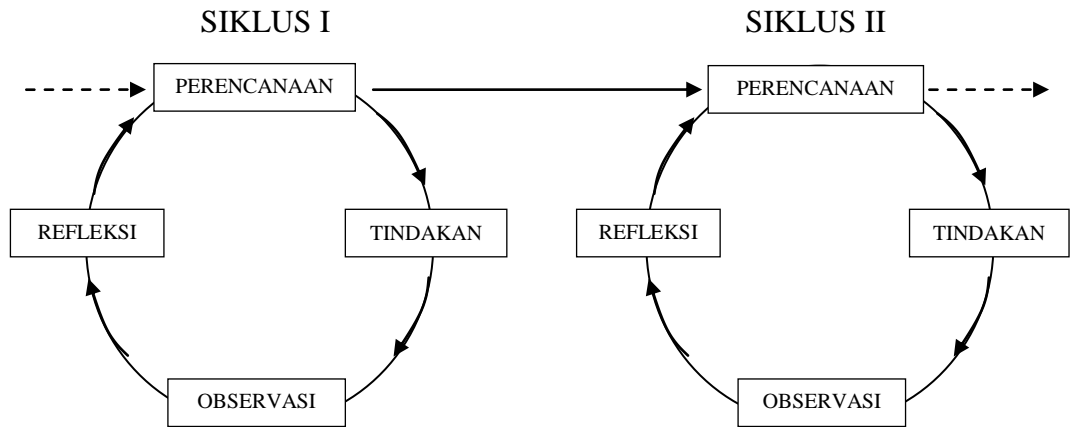 SIKLUS I
SIKLUS II
PERENCANAAN
PERENCANAAN
REFLEKSI
TINDAKAN
REFLEKSI
TINDAKAN
OBSERVASI
OBSERVASI